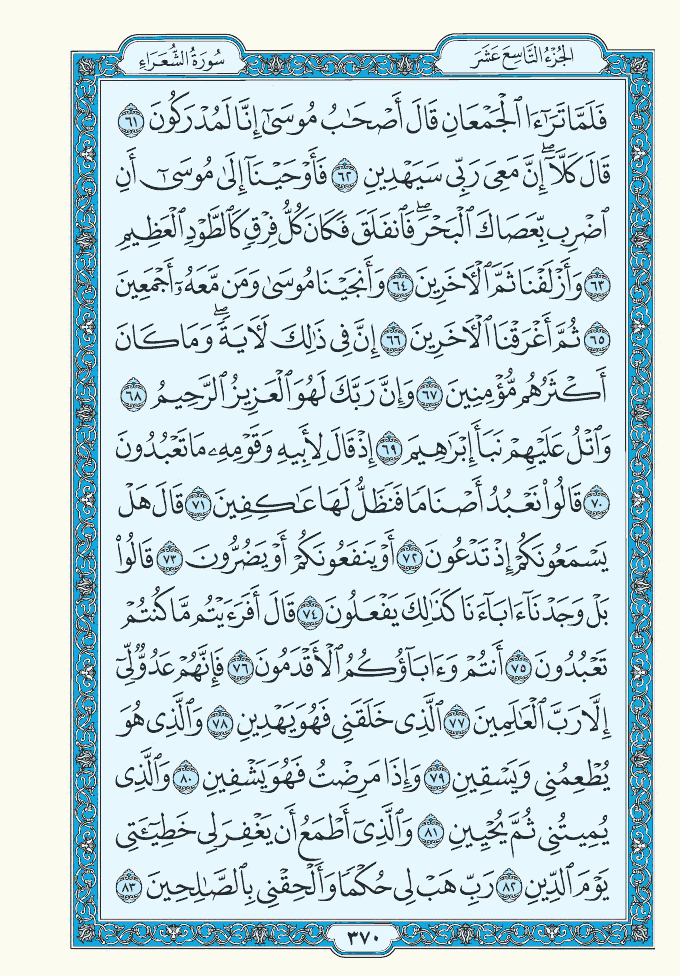 الجُزْءُ التَّاسِعَ عَشَرَ
سُورَةُ الشُّعَرَاءِ
فَلَمَّا تَرَٰٓءَا ٱلْجَمْعَانِ قَالَ أَصْحَٰبُ مُوسَىٰٓ إِنَّا لَمُدْرَكُونَ ٦١
قَالَ كَلَّآۖ إِنَّ مَعِىَ رَبِّى سَيَهْدِينِ ٦٢ فَأَوْحَيْنَآ إِلَىٰ مُوسَىٰٓ أَنِ
ٱضْرِب بِّعَصَاكَ ٱلْبَحْرَۖ فَٱنفَلَقَ فَكَانَ كُلُّ فِرْقٍ كَٱلطَّوْدِ ٱلْعَظِيمِ
٦٣ وَأَزْلَفْنَا ثَمَّ ٱلْءَاخَرِينَ ٦٤ وَأَنجَيْنَا مُوسَىٰ وَمَن مَّعَهُۥٓ أَجْمَعِينَ
٦٥ ثُمَّ أَغْرَقْنَا ٱلْءَاخَرِينَ ٦٦ إِنَّ فِى ذَٰلِكَ لَءَايَةًۖ وَمَا كَانَ
أَكْثَرُهُم مُّؤْمِنِينَ ٦٧ وَإِنَّ رَبَّكَ لَهُوَ ٱلْعَزِيزُ ٱلرَّحِيمُ ٦٨
وَٱتْلُ عَلَيْهِمْ نَبَأَ إِبْرَٰهِيمَ ٦٩ إِذْ قَالَ لِأَبِيهِ وَقَوْمِهِۦ مَا تَعْبُدُونَ
٧٠ قَالُوا۟ نَعْبُدُ أَصْنَامًا فَنَظَلُّ لَهَا عَٰكِفِينَ ٧١ قَالَ هَلْ
يَسْمَعُونَكُمْ إِذْ تَدْعُونَ ٧٢ أَوْ يَنفَعُونَكُمْ أَوْ يَضُرُّونَ ٧٣ قَالُوا۟
بَلْ وَجَدْنَآ ءَابَآءَنَا كَذَٰلِكَ يَفْعَلُونَ ٧٤ قَالَ أَفَرَءَيْتُم مَّا كُنتُمْ
تَعْبُدُونَ ٧٥ أَنتُمْ وَءَابَآؤُكُمُ ٱلْأَقْدَمُونَ ٧٦ فَإِنَّهُمْ عَدُوٌّ لِّىٓ
إِلَّا رَبَّ ٱلْعَٰلَمِينَ ٧٧ ٱلَّذِى خَلَقَنِى فَهُوَ يَهْدِينِ ٧٨ وَٱلَّذِى هُوَ
يُطْعِمُنِى وَيَسْقِينِ ٧٩ وَإِذَا مَرِضْتُ فَهُوَ يَشْفِينِ ٨٠ وَٱلَّذِى
يُمِيتُنِى ثُمَّ يُحْيِينِ ٨١ وَٱلَّذِىٓ أَطْمَعُ أَن يَغْفِرَ لِى خَطِيٓـَٔتِى
يَوْمَ ٱلدِّينِ ٨٢ رَبِّ هَبْ لِى حُكْمًا وَأَلْحِقْنِى بِٱلصَّٰلِحِينَ ٨٣
٣٧٠